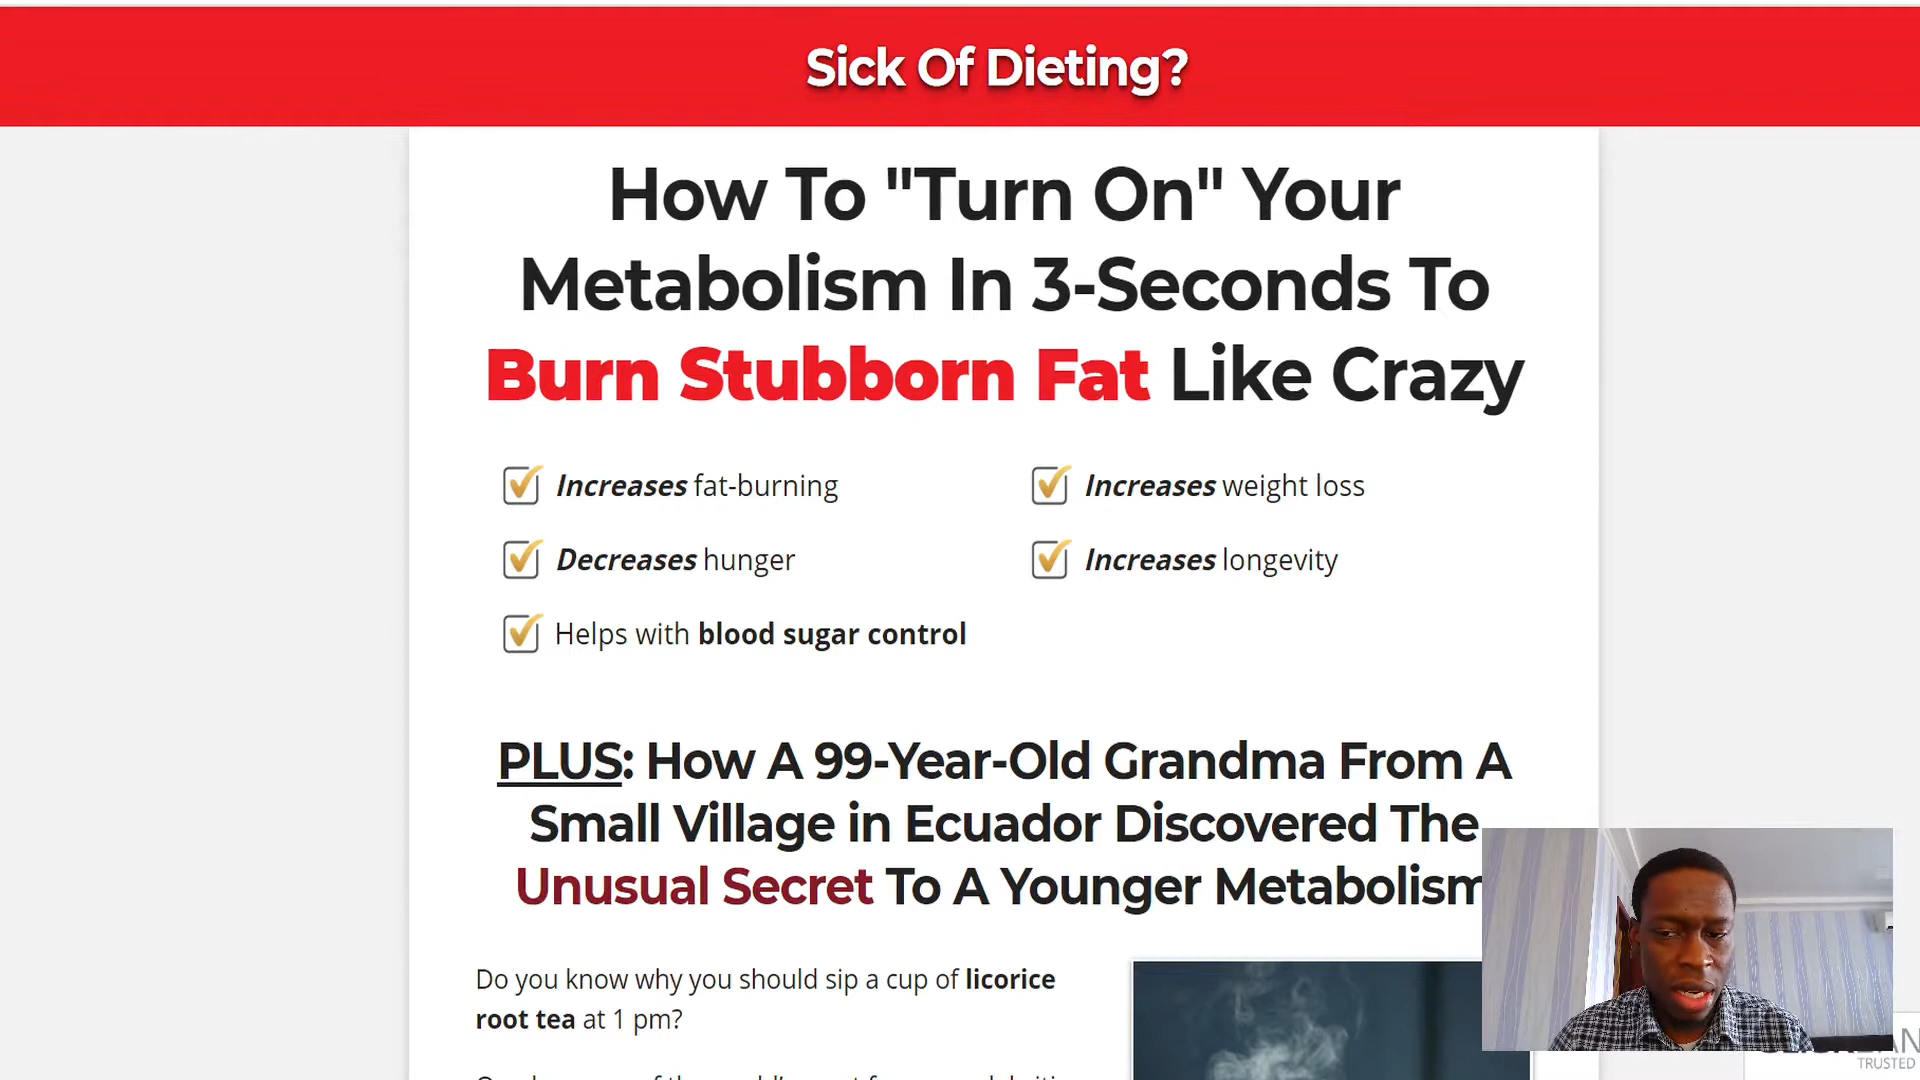 Sick Of Dieting?
How To "Turn On" Your
Metabolism In 3-Seconds To
Burn Stubborn Fat Like Crazy
Increases fat-burning
Increases weight loss
Decreases hunger
Increases longevity
Helps with blood sugar control
PLUS: How A 99-Year-Old Grandma From A
Small Village in Ecuador Discovered The
Unusual Secret To A Younger Metabolism
Do you know why you should sip a cup of licorice
root tea at 1 pm?
TRUSTED